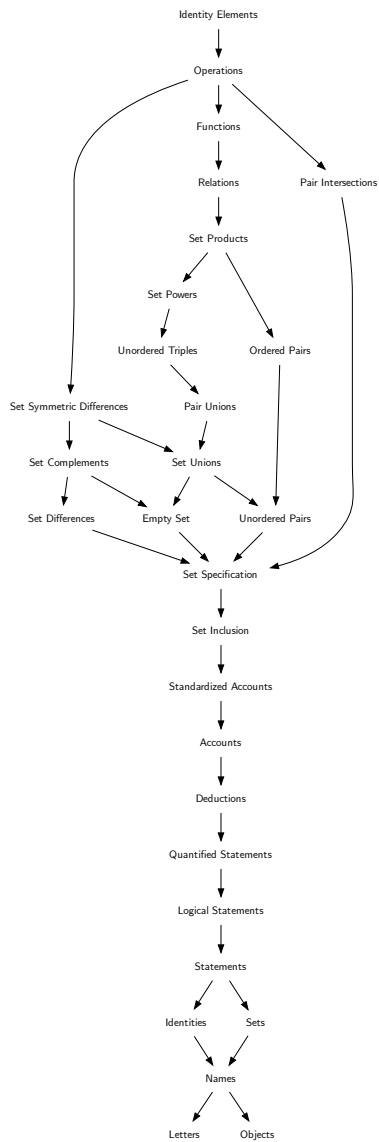 Identity Elements
Operations
Functions
Relations
Pair Intersections
Set Products
Set Powers
Unordered Triples
Ordered Pairs
Set Symmetric Differences
Pair Unions
Set Complements
Set Unions
Set Differences
Empty Set
Unordered Pairs
Set Specification
Set Inclusion
Standardized Accounts
Accounts
Deductions
Quantified Statements
Logical Statements
Statements
Identities
Sets
Names
Letters
Objects